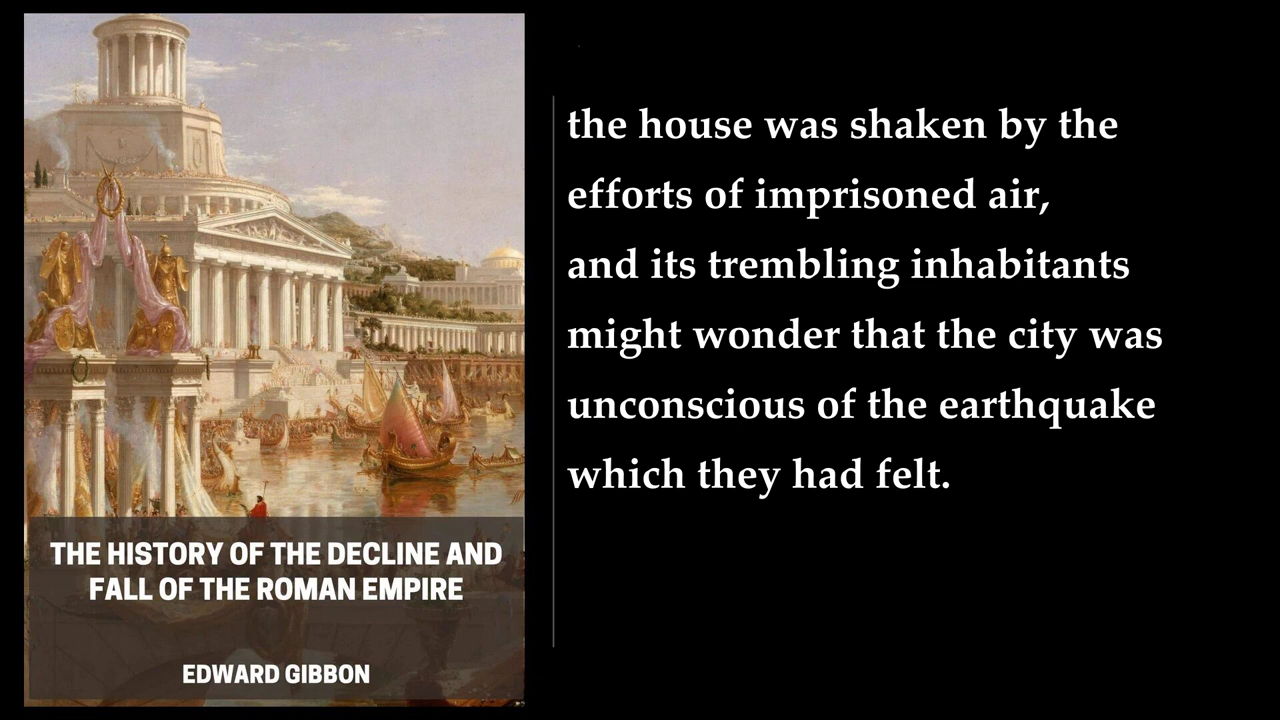 the house was shaken by the
efforts of imprisoned air,
and its trembling inhabitants
might wonder that the city was
unconscious of the earthquake
which they had felt.
THE HISTORY OF THE DECLINE AND
FALL OF THE ROMAN EMPIRE
EDWARD GIBBON